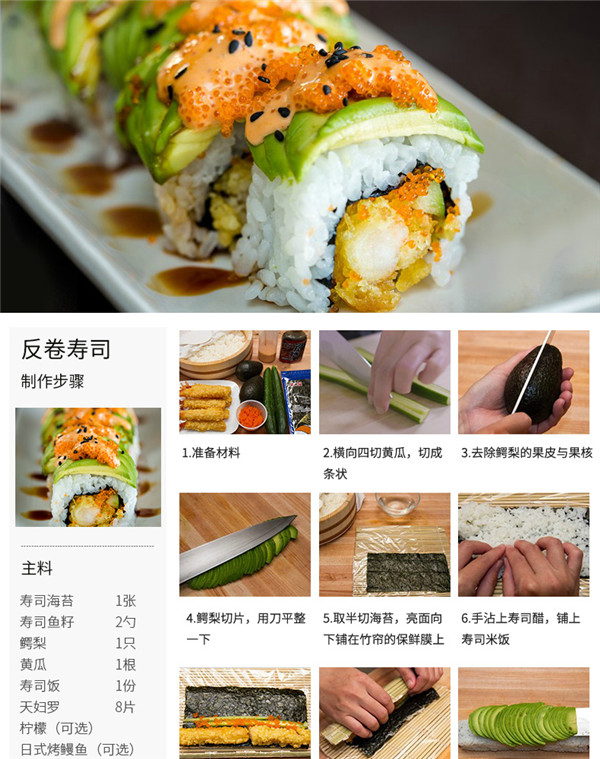 反卷寿司
制作步骤
主料
寿司海苔 1张
寿司鱼籽 2勺
鳄梨 1只
黄瓜 1根
寿司饭 1份
天妇罗 8片
柠檬（可选）
日式烤鳗鱼（可选）
1.准备材料
2.横向四切黄瓜，切成
条状
3.去除鳄梨的果皮与果核
4.鳄梨切片，用刀平整
一下
5.取半切海苔，亮面向
下铺在竹帘的保鲜膜上
6.手沾上寿司醋，铺上
寿司米饭